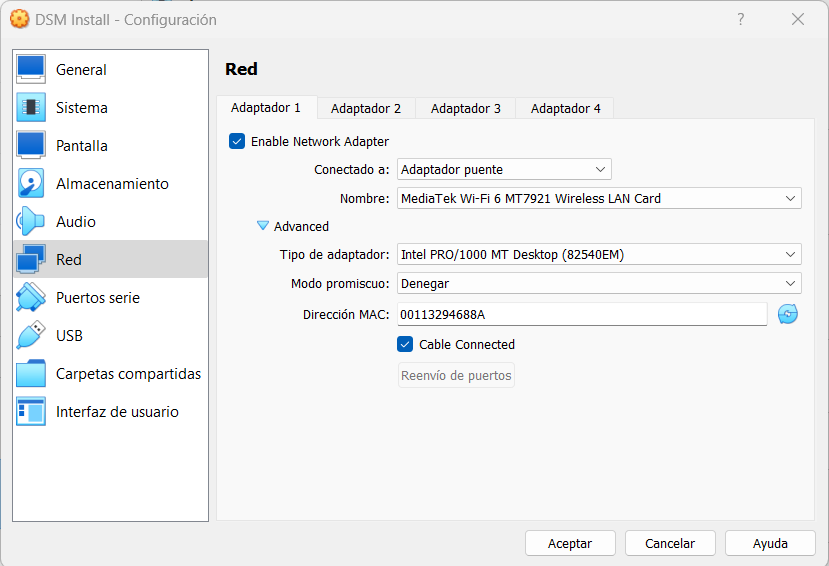 DSM Install - Configuración
?
General
Sistema
Pantalla
Almacenamiento
Audio
Red
Puertos serie
USB
Carpetas compartidas
Interfaz de usuario
Red
Adaptador 1 Adaptador 2 Adaptador 3 Adaptador 4
Enable Network Adapter
Conectado a: Adaptador puente
Nombre: MediaTek Wi-Fi 6 MT7921 Wireless LAN Card
Advanced
Tipo de adaptador: Intel PRO/1000 MT Desktop (82540EM)
Modo promiscuo: Denegar
Dirección MAC: 00113294688A
Cable Connected
Reenvío de puertos
Aceptar Cancelar Ayuda